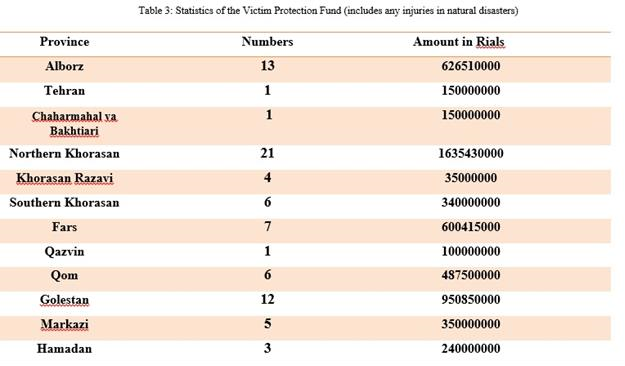 Table 3: Statistics of the Victim Protection Fund (includes any injuries in natural disasters)
Province Numbers Amount in Rials
Alborz 13 626510000
Tehran 1 150000000
Chaharmahal va
Bakhtiari 1 150000000
Northern Khorasan 21 1635430000
Khorasan Razavi 4 35000000
Southern Khorasan 6 340000000
Fars 7 600415000
Qazvin 1 100000000
Qom 6 487500000
Golestan 12 950850000
Markazi 5 350000000
Hamadan 3 240000000